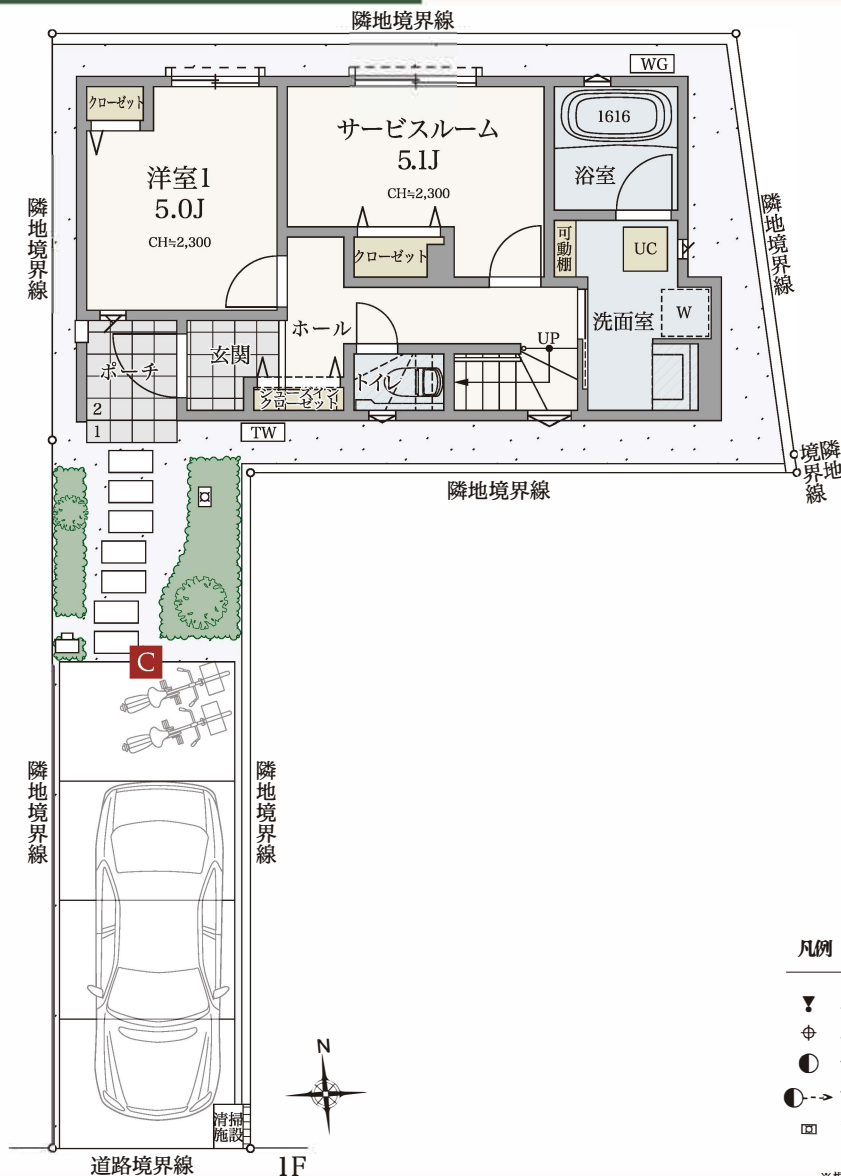 隣地境界線
WG
クローゼット
サービスルーム
5.1J
CH≒2,300
1616
浴室
洋室1
5.0J
CH≒2,300
隣地境界線
隣地境界線
クローゼット
可動棚
UC
W
洗面室
ホール
UP
玄関
ポーチ
トイレ
シューズイン
クローゼット
2
1
TW
隣地境界線
隣地
境界線
C
隣地境界線
隣地境界線
凡例
N
清掃
施設
道路境界線
1F